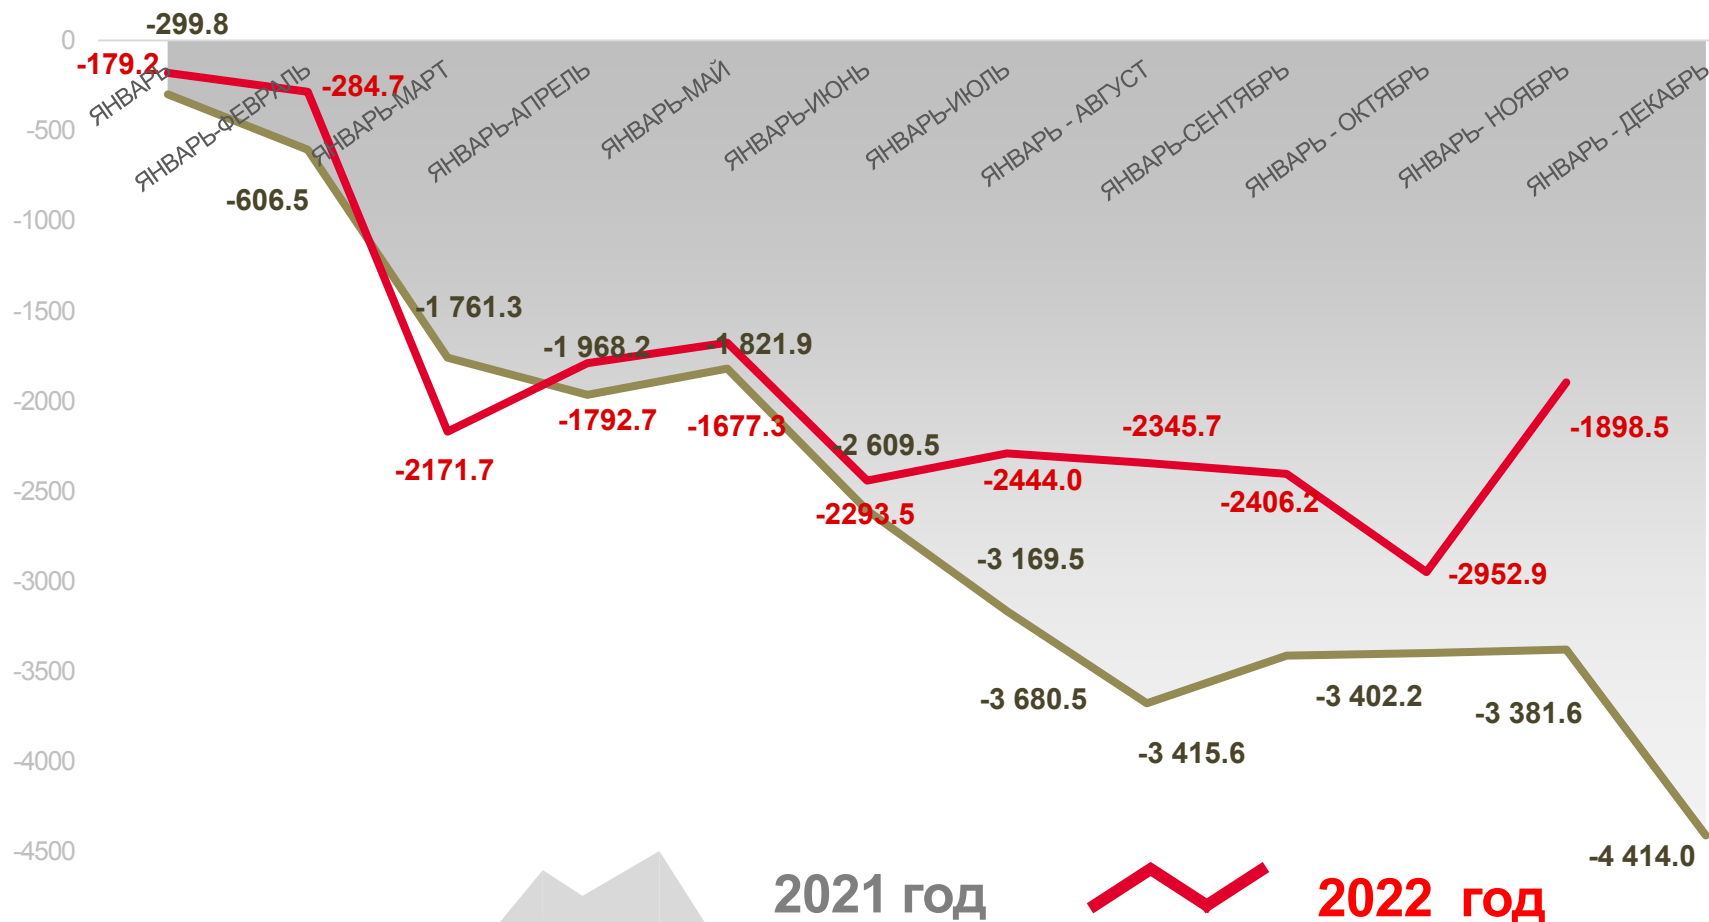 -299.8
0
-179.2
-284.7
ЯНВАРЬ
ЯНВАРЬ-ФЕВРАЛЬ
ЯНВАРЬ-МАРТ
ЯНВАРЬ-АПРЕЛЬ
ЯНВАРЬ-МАЙ
ЯНВАРЬ-ИЮНЬ
ЯНВАРЬ-ИЮЛЬ
ЯНВАРЬ - АВГУСТ
ЯНВАРЬ-СЕНТЯБРЬ
ЯНВАРЬ - ОКТЯБРЬ
ЯНВАРЬ- НОЯБРЬ
ЯНВАРЬ - ДЕКАБРЬ
-500
-606.5
-1000
-1500
-1 761.3
-1 968.2
-1 821.9
-2000
-1792.7
-1677.3
-2345.7
-1898.5
-2 609.5
-2171.7
-2444.0
-2500
-2293.5
-2406.2
-3 169.5
-2952.9
-3000
-3500
-3 680.5
-3 402.2
-3 381.6
-3 415.6
-4000
-4500
-4 414.0
2021 год
2022 год